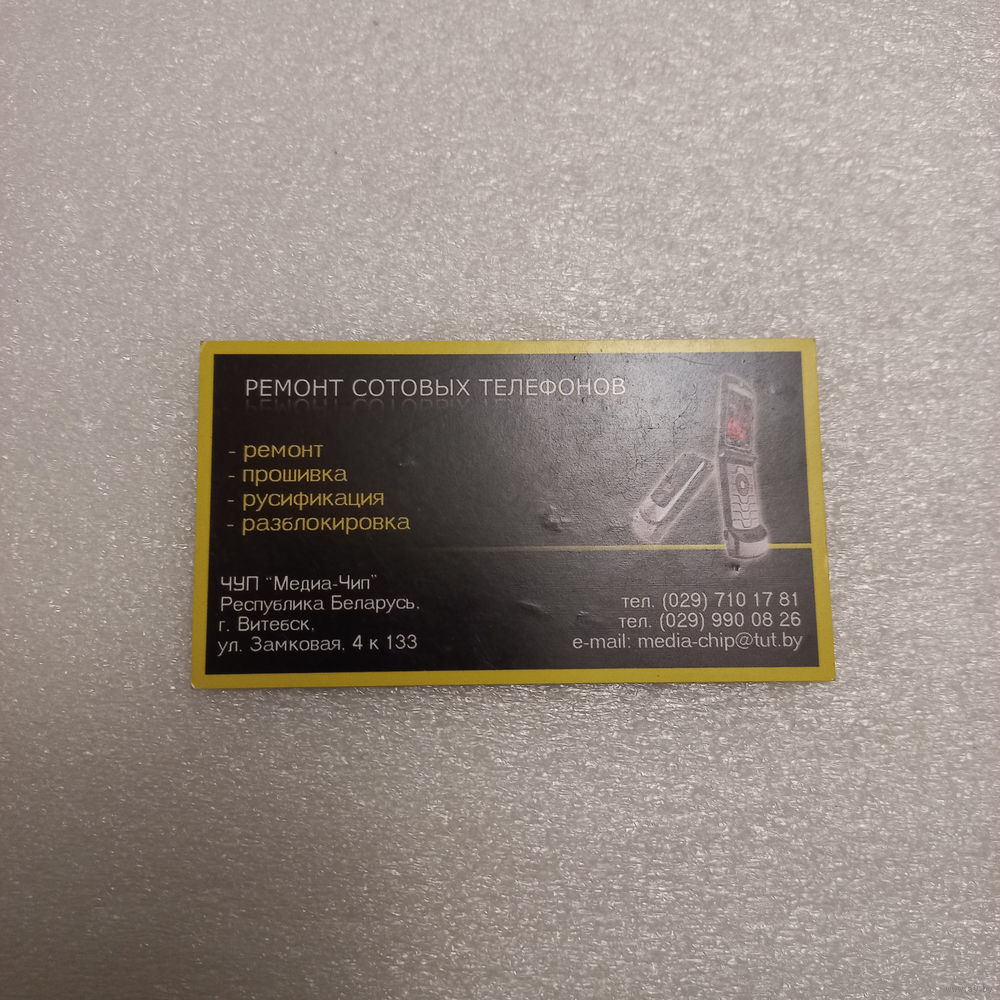 РЕМОНТ СОТОВЫХ ТЕЛЕФОНОВ
- ремонт
- прошивка
- русификация
- разблокировка
ЧУП "Медиа-Чип"
Республика Беларусь,
г. Витебск,
ул. Замковая, 4 к 133
тел. (029) 710 17 81
тел. (029) 990 08 26
e-mail: media-chip@tut.by